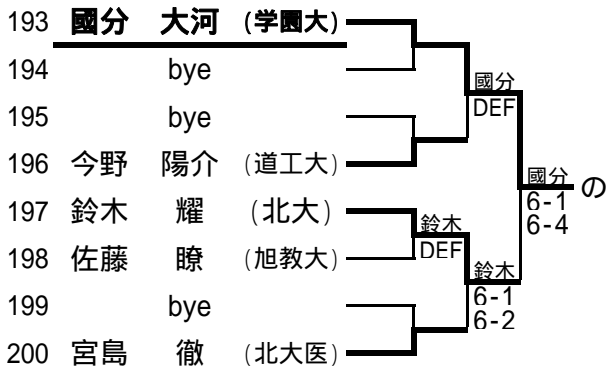 193 國分 大河 (学園大)
194 bye
國分
DEF
195 bye
196 今野 陽介 (道工大)
國分
6-1
6-4
の
197 鈴木 耀 (北大)
鈴木
DEF
198 佐藤 瞭 (旭教大)
鈴木
6-1
6-2
199 bye
200 宮島 徹 (北大医)